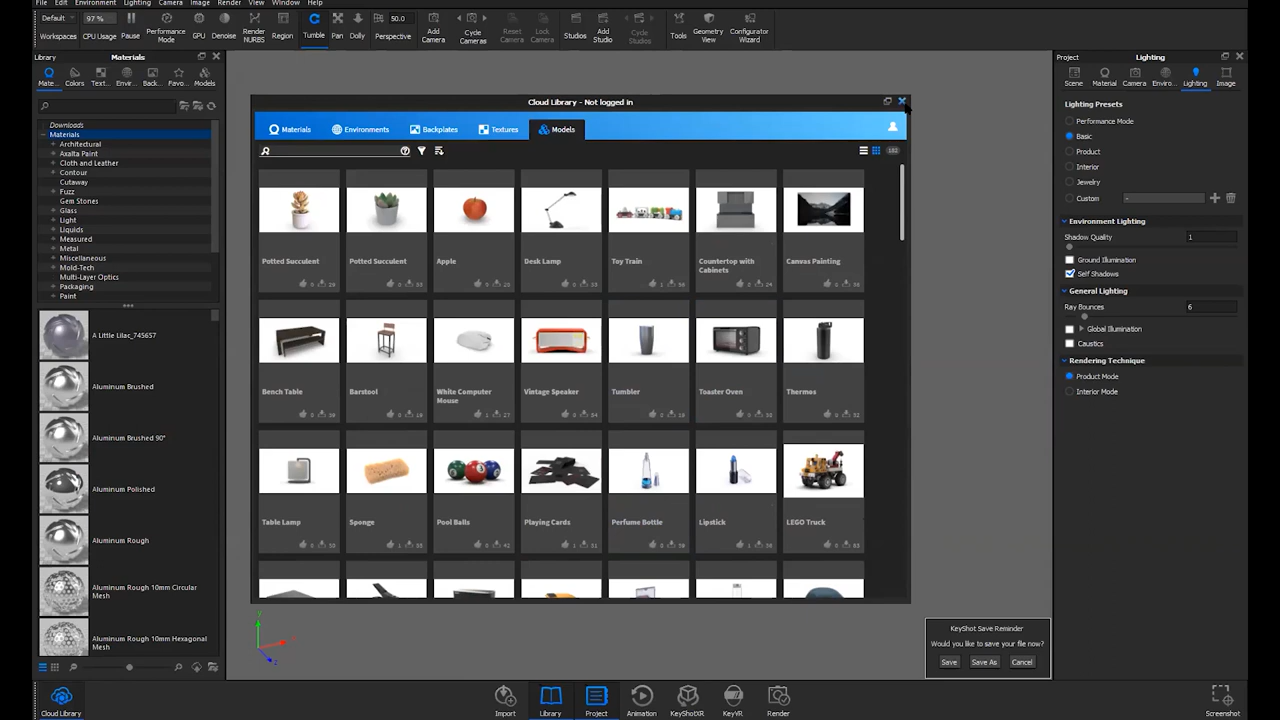 File Edit Environment Lighting Camera Image Render View Window Help
Default 97 % 50.0
Workspaces CPU Usage Pause Performance Mode GPU Denoise Render NURBS Region Tumble Pan Dolly Perspective Add Camera Cycle Cameras Reset Camera Lock Camera Studios Add Studio Cycle Studios Tools Geometry View Configurator Wizard
Library Materials
Mate... Colors Text... Envir... Back... Favo... Models
Downloads
Materials
Architectural
Axalta Paint
Cloth and Leather
Contour
Cutaway
Fuzz
Gem Stones
Glass
Light
Liquids
Measured
Metal
Miscellaneous
Mold-Tech
Multi-Layer Optics
Packaging
Paint
A Little Lilac_745657
Aluminum Brushed
Aluminum Brushed 90°
Aluminum Polished
Aluminum Rough
Aluminum Rough 10mm Circular
Mesh
Aluminum Rough 10mm Hexagonal
Mesh
Cloud Library - Not logged in
Materials Environments Backplates Textures Models
182
Potted Succulent Potted Succulent Apple Desk Lamp Toy Train Countertop with Cabinets Canvas Painting
Bench Table Barstool White Computer Mouse Vintage Speaker Tumbler Toaster Oven Thermos
Table Lamp Sponge Pool Balls Playing Cards Perfume Bottle Lipstick LEGO Truck
Project Lighting
Scene Material Camera Enviro... Lighting Image
Lighting Presets
Performance Mode
Basic
Product
Interior
Jewelry
Custom -
Environment Lighting
Shadow Quality 1
Ground Illumination
Self Shadows
General Lighting
Ray Bounces 6
Global Illumination
Caustics
Rendering Technique
Product Mode
Interior Mode
y
z
KeyShot Save Reminder
Would you like to save your file now?
Save Save As Cancel
Cloud Library Import Library Project Animation KeyShotXR KeyVR Render Screenshot